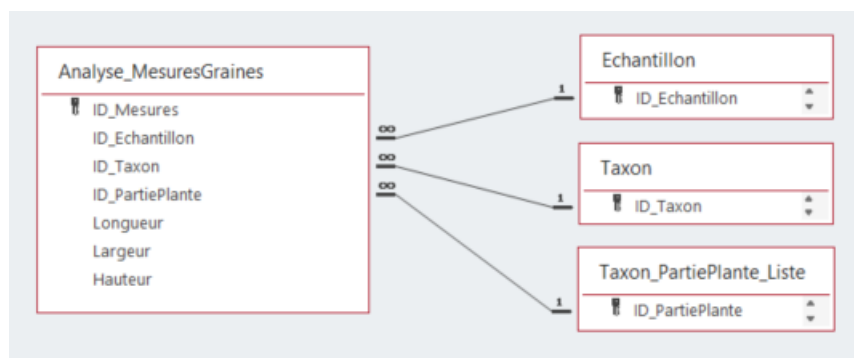 Analyse_MesuresGraines
ID_Mesures
ID_Echantillon
ID_Taxon
ID_PartiePlante
Longueur
Largeur
Hauteur
∞
∞
∞
1
1
1
Echantillon
ID_Echantillon
Taxon
ID_Taxon
Taxon_PartiePlante_Liste
ID_PartiePlante